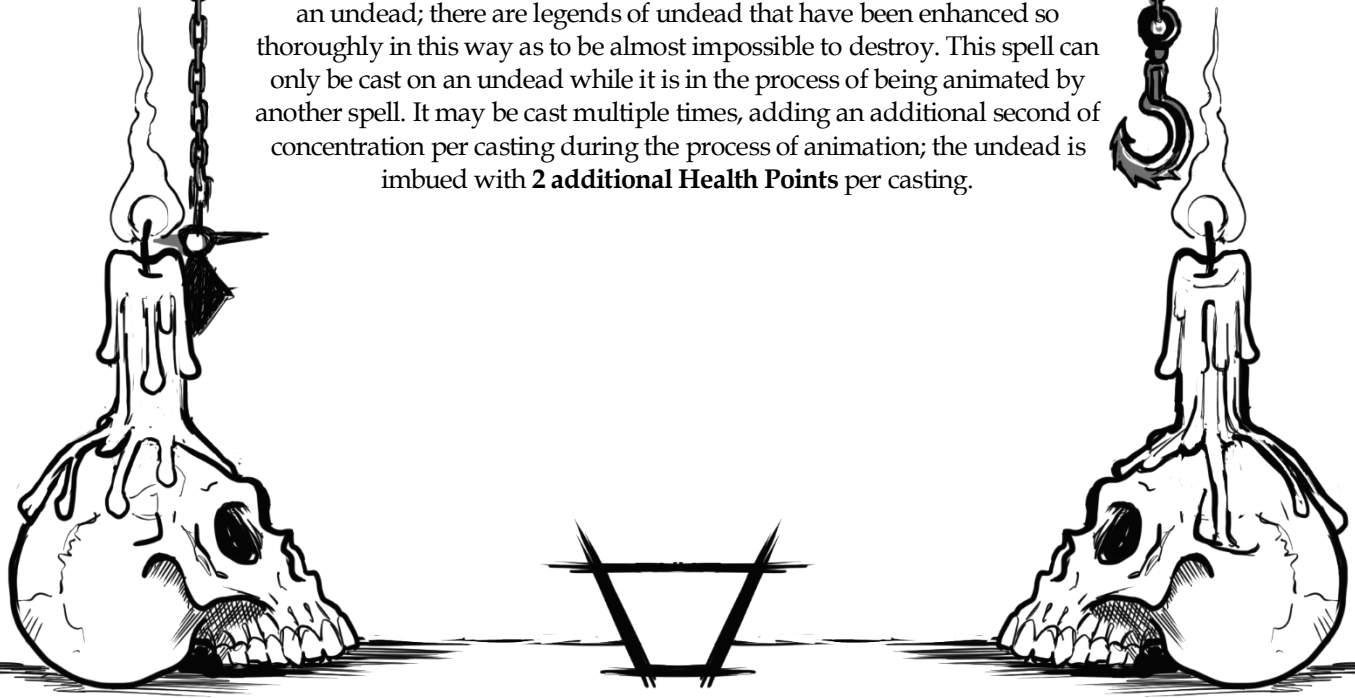 an undead; there are legends of undead that have been enhanced so
thoroughly in this way as to be almost impossible to destroy. This spell can
only be cast on an undead while it is in the process of being animated by
another spell. It may be cast multiple times, adding an additional second of
concentration per casting during the process of animation; the undead is
imbued with 2 additional Health Points per casting.